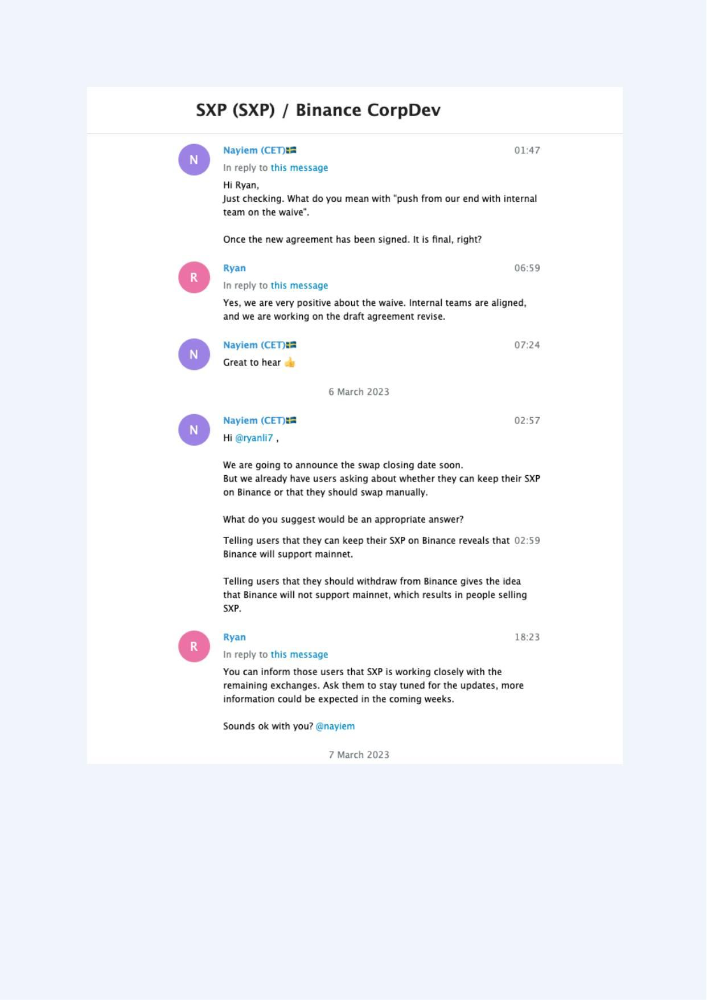 SXP (SXP) / Binance CorpDev
N
Nayiem (CET)🇸🇪 01:47
In reply to this message
Hi Ryan,
Just checking. What do you mean with "push from our end with internal
team on the waive".
Once the new agreement has been signed. It is final, right?
R
Ryan 06:59
In reply to this message
Yes, we are very positive about the waive. Internal teams are aligned,
and we are working on the draft agreement revise.
N
Nayiem (CET)🇸🇪 07:24
Great to hear 👍
6 March 2023
N
Nayiem (CET)🇸🇪 02:57
Hi @ryanli7 ,
We are going to announce the swap closing date soon.
But we already have users asking about whether they can keep their SXP
on Binance or that they should swap manually.
What do you suggest would be an appropriate answer?
Telling users that they can keep their SXP on Binance reveals that 02:59
Binance will support mainnet.
Telling users that they should withdraw from Binance gives the idea
that Binance will not support mainnet, which results in people selling
SXP.
R
Ryan 18:23
In reply to this message
You can inform those users that SXP is working closely with the
remaining exchanges. Ask them to stay tuned for the updates, more
information could be expected in the coming weeks.
Sounds ok with you? @nayiem
7 March 2023